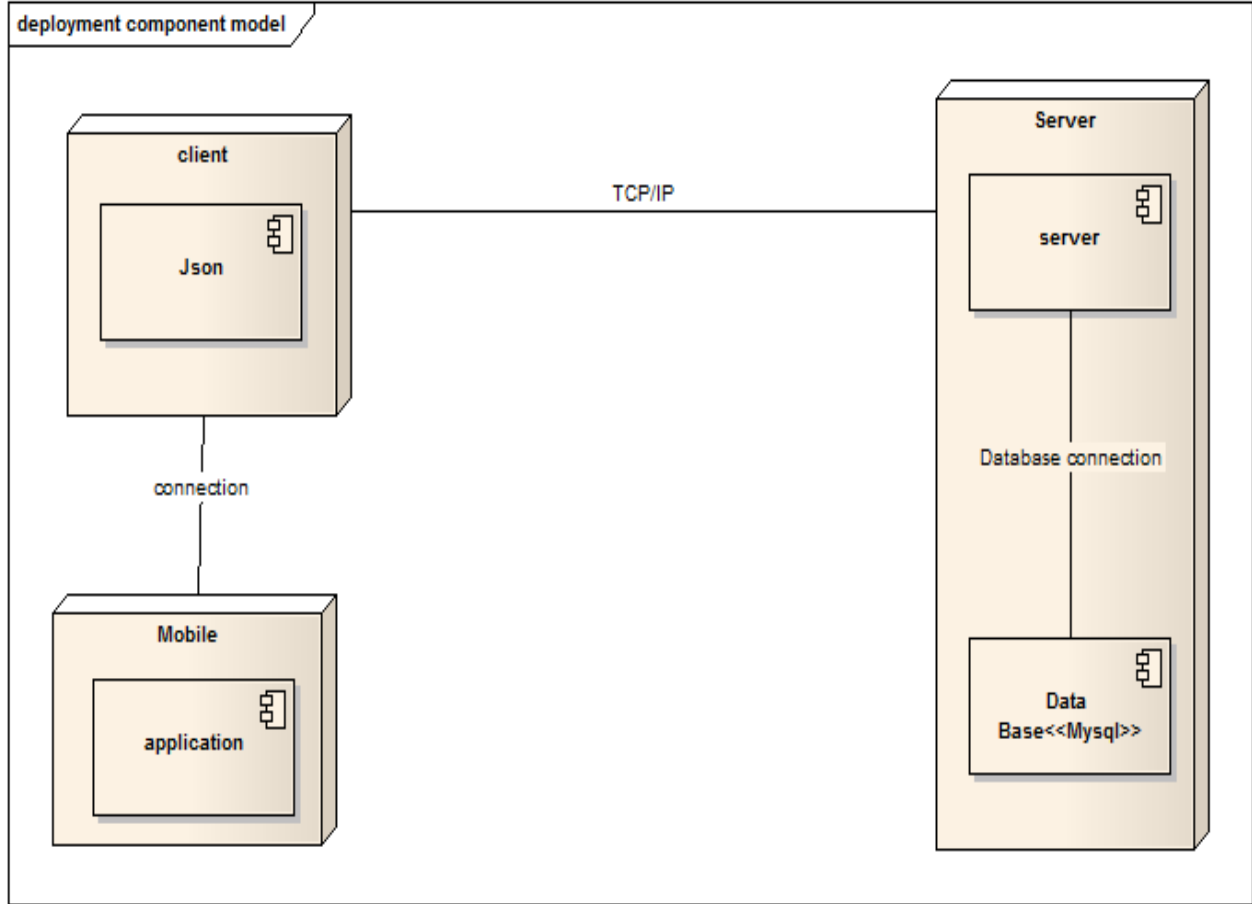 deployment component model
client
Json
TCP/IP
Server
server
connection
Database connection
Mobile
application
Data
Base<<Mysql>>